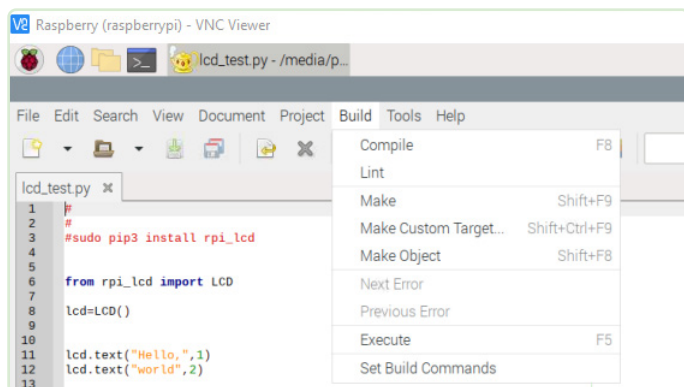 V2 Raspberry (raspberrypi) - VNC Viewer
lcd_test.py - /media/p...
File Edit Search View Document Project Build Tools Help
Compile F8
Lint
Make Shift+F9
Make Custom Target... Shift+Ctrl+F9
Make Object Shift+F8
Next Error
Previous Error
Execute F5
Set Build Commands
lcd_test.py
1 #
2 #
3 #sudo pip3 install rpi_lcd
4
5
6 from rpi_lcd import LCD
7
8 lcd=LCD()
9
10
11 lcd.text("Hello,",1)
12 lcd.text("world",2)
13